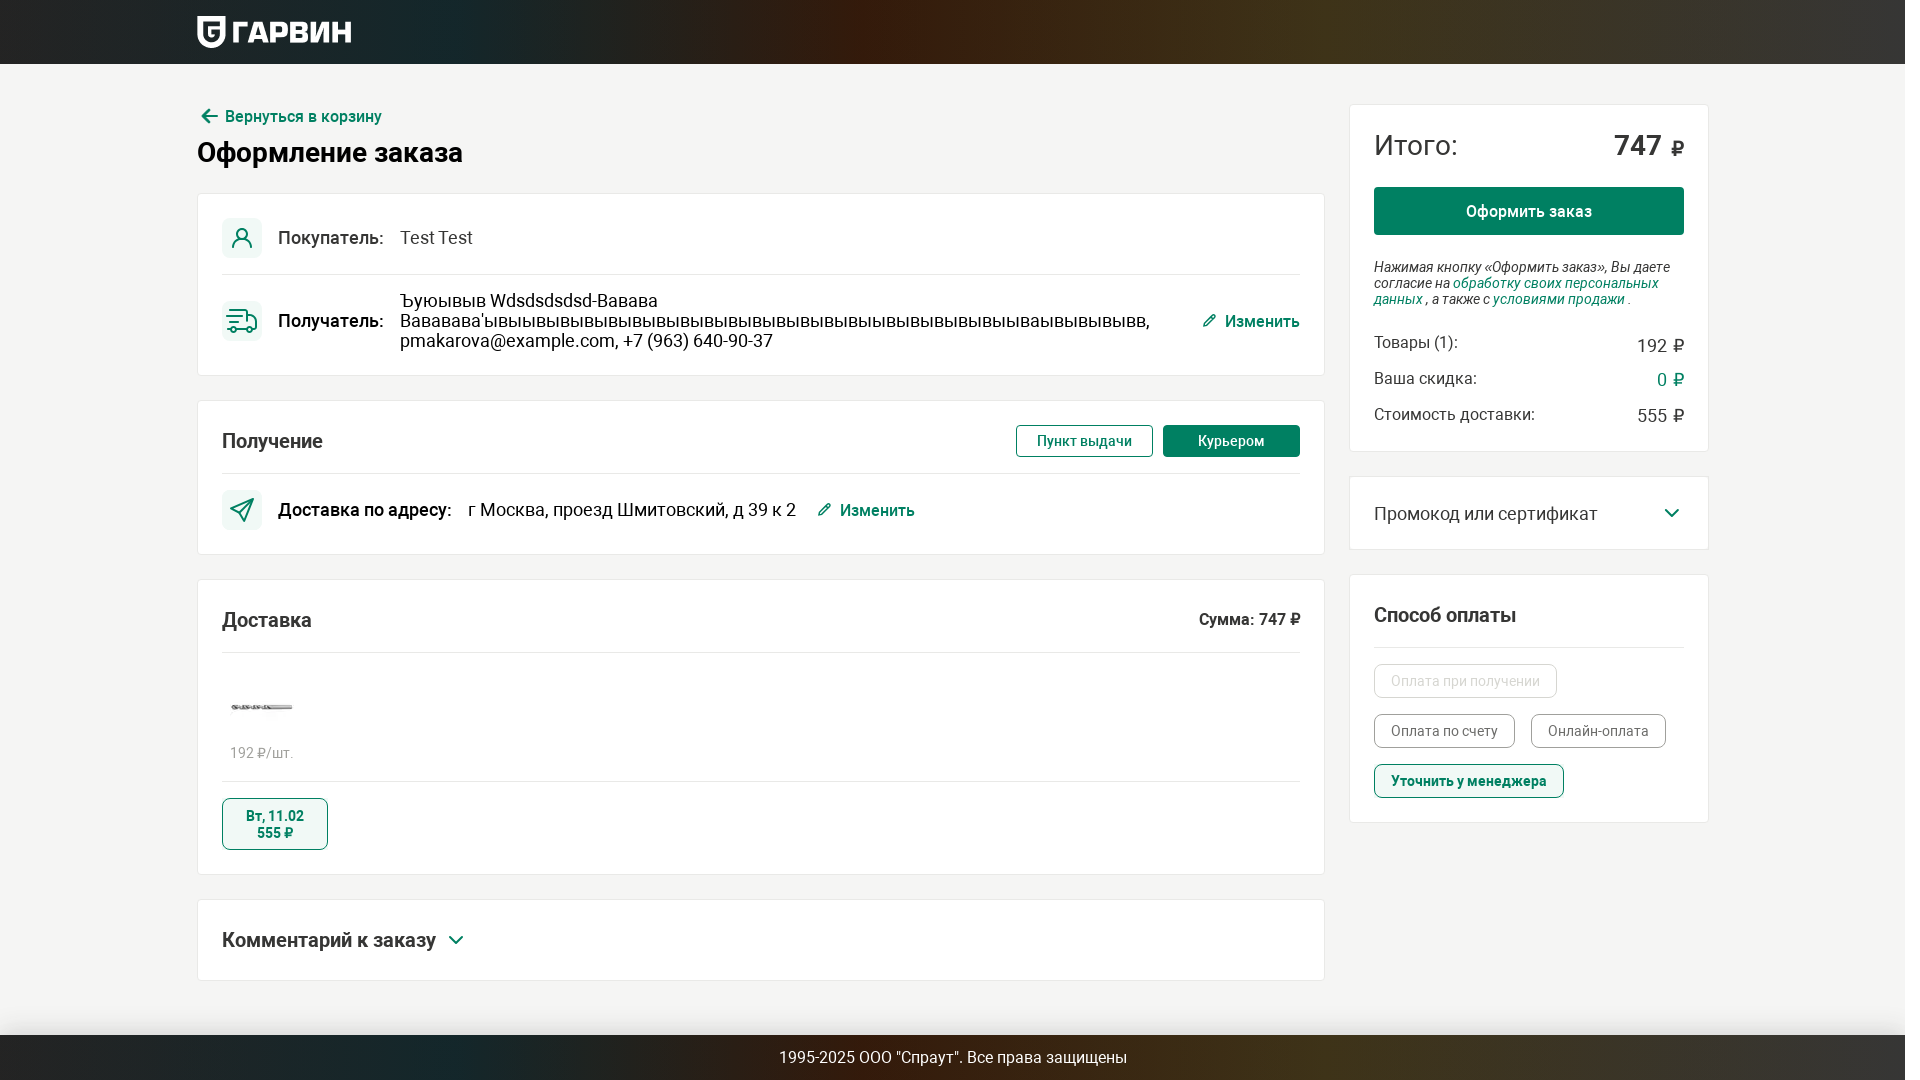 ГАРВИН
Вернуться в корзину
Оформление заказа
Покупатель: Test Test
Получатель:
Ъуюывыв Wdsdsdsdsd-Вавава
Вавававa'ывыывывывывывывывывывывывывывывыывывывывывыываывывывывв,
pmakarova@example.com, +7 (963) 640-90-37
Изменить
Получение
Пункт выдачи
Курьером
Доставка по адресу: г Москва, проезд Шмитовский, д 39 к 2
Изменить
Доставка
Сумма: 747 ₽
192 ₽/шт.
Вт, 11.02
555 ₽
Комментарий к заказу
Итого: 747 ₽
Оформить заказ
Нажимая кнопку «Оформить заказ», Вы даете
согласие на обработку своих персональных
данных , а также с условиями продажи .
Товары (1): 192 ₽
Ваша скидка: 0 ₽
Стоимость доставки: 555 ₽
Промокод или сертификат
Способ оплаты
Оплата при получении
Оплата по счету
Онлайн-оплата
Уточнить у менеджера
1995-2025 ООО "Спраут". Все права защищены